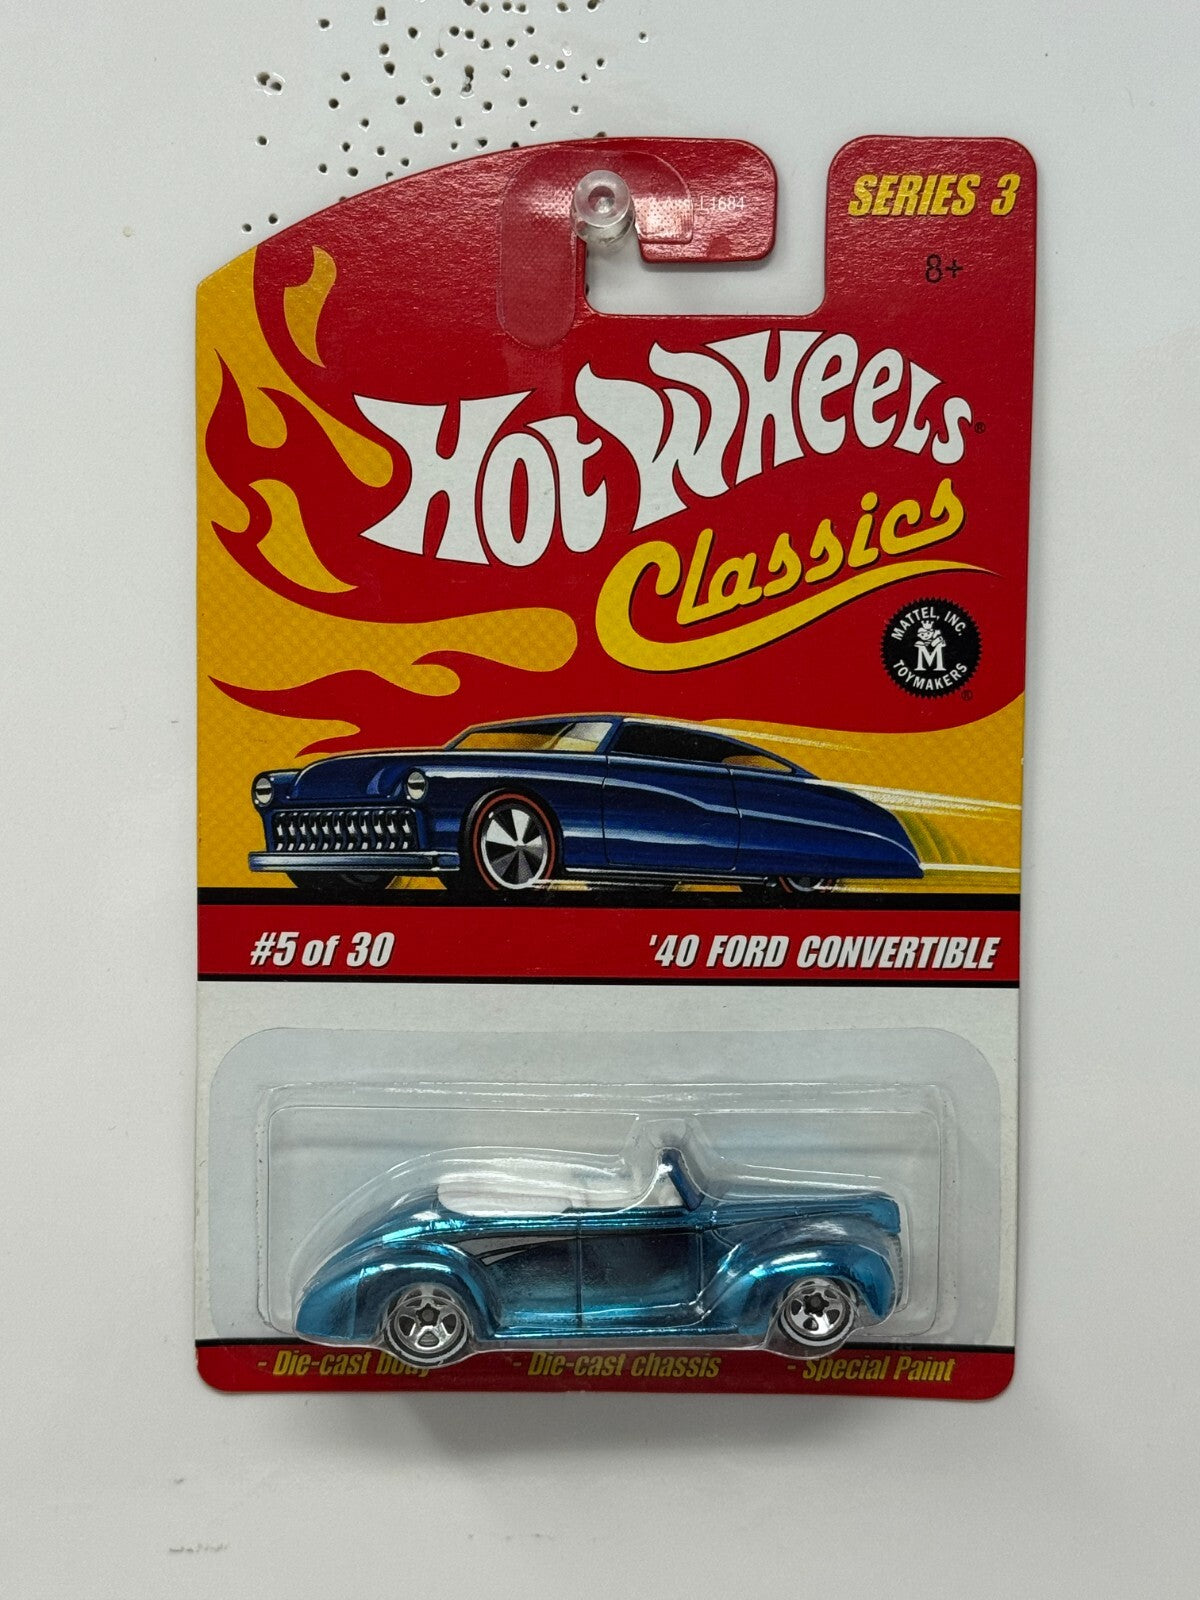 SERIES 3
L1684
8+
HOT WHEELS®
Classics
MATTEL, INC.
M
TOYMAKERS
®
#5 of 30
'40 FORD CONVERTIBLE
- Die-cast body
- Die-cast chassis
- Special Paint